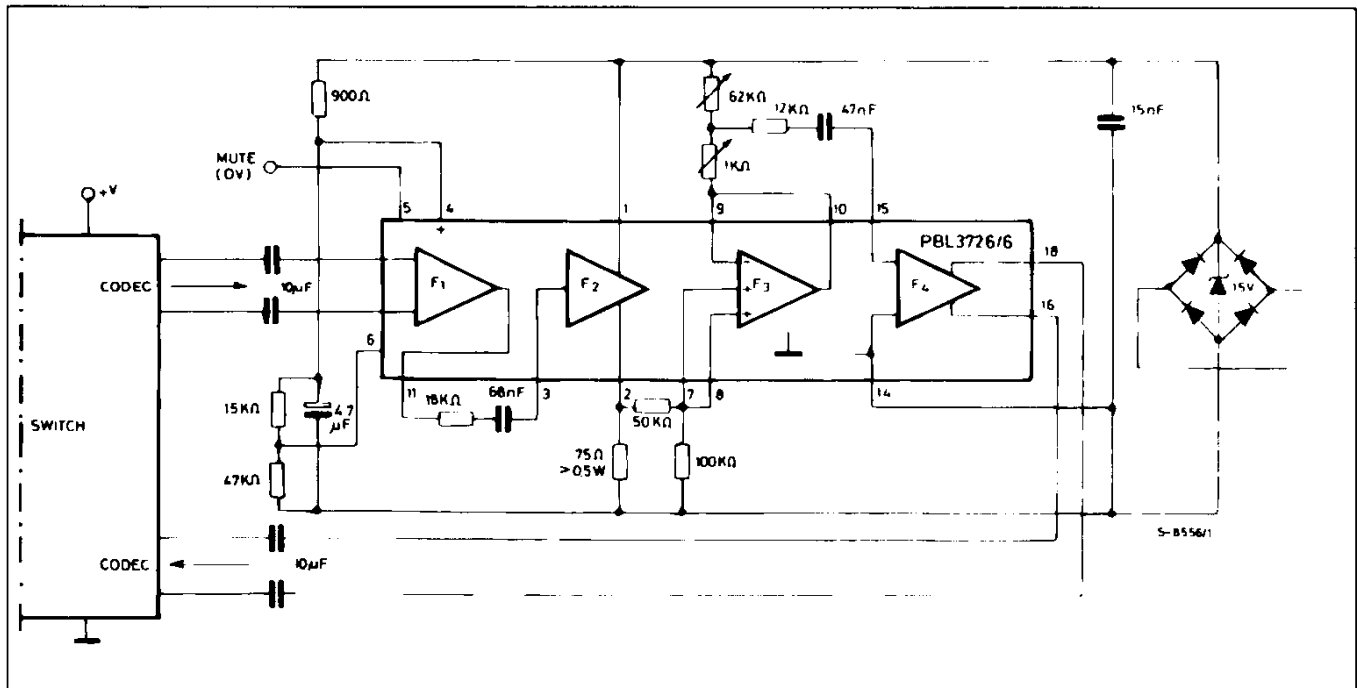 900Ω
62KΩ
12KΩ
47nF
15nF
MUTE
(0V)
1KΩ
+V
5
4
1
9
10
15
+
PBL3726/6
18
CODEC
10µF
F1
F2
F3
F4
-
+
+
15V
16
6
11
18KΩ
68nF
3
2
7
8
14
50KΩ
15KΩ
47
µF
SWITCH
75Ω
>0.5W
100KΩ
47KΩ
S-8556/1
CODEC
10µF